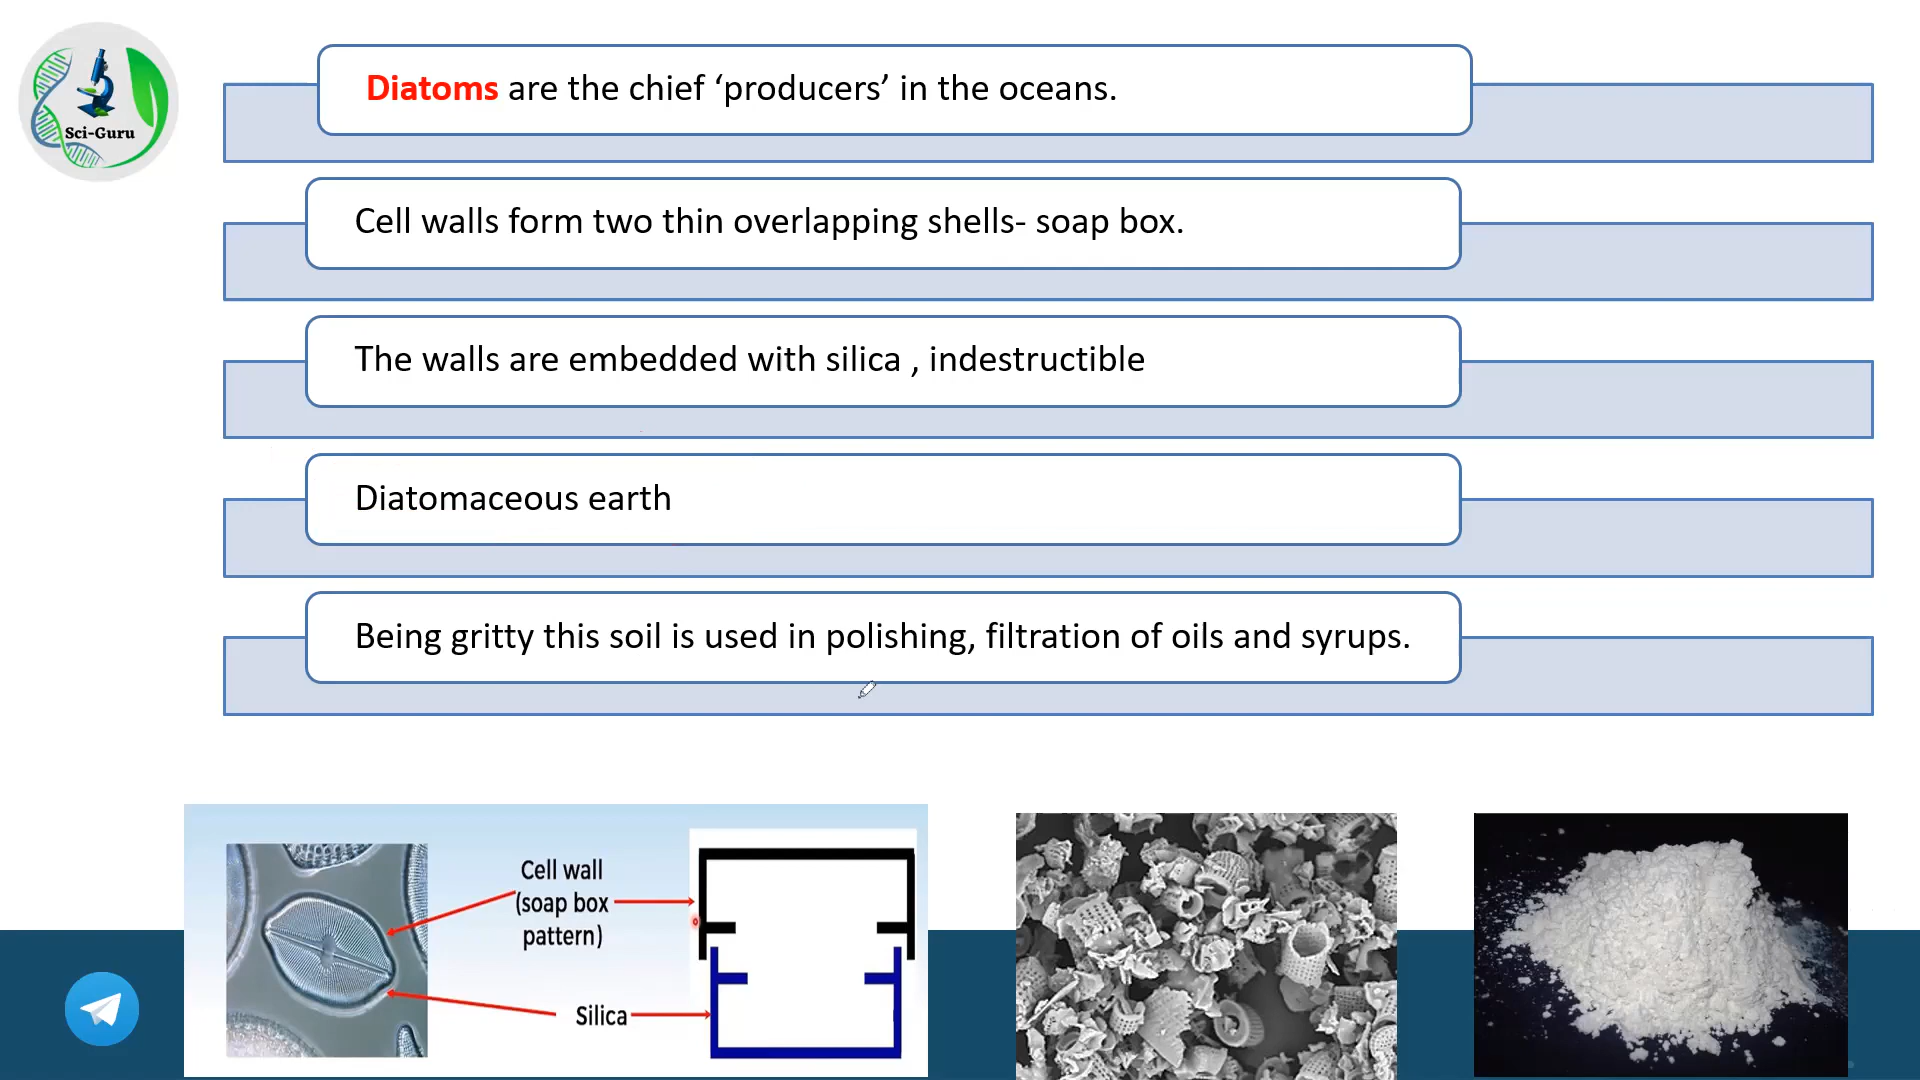 Sci-Guru
Diatoms are the chief ‘producers’ in the oceans.
Cell walls form two thin overlapping shells- soap box.
The walls are embedded with silica , indestructible
Diatomaceous earth
Being gritty this soil is used in polishing, filtration of oils and syrups.
Cell wall
(soap box
pattern)
Silica